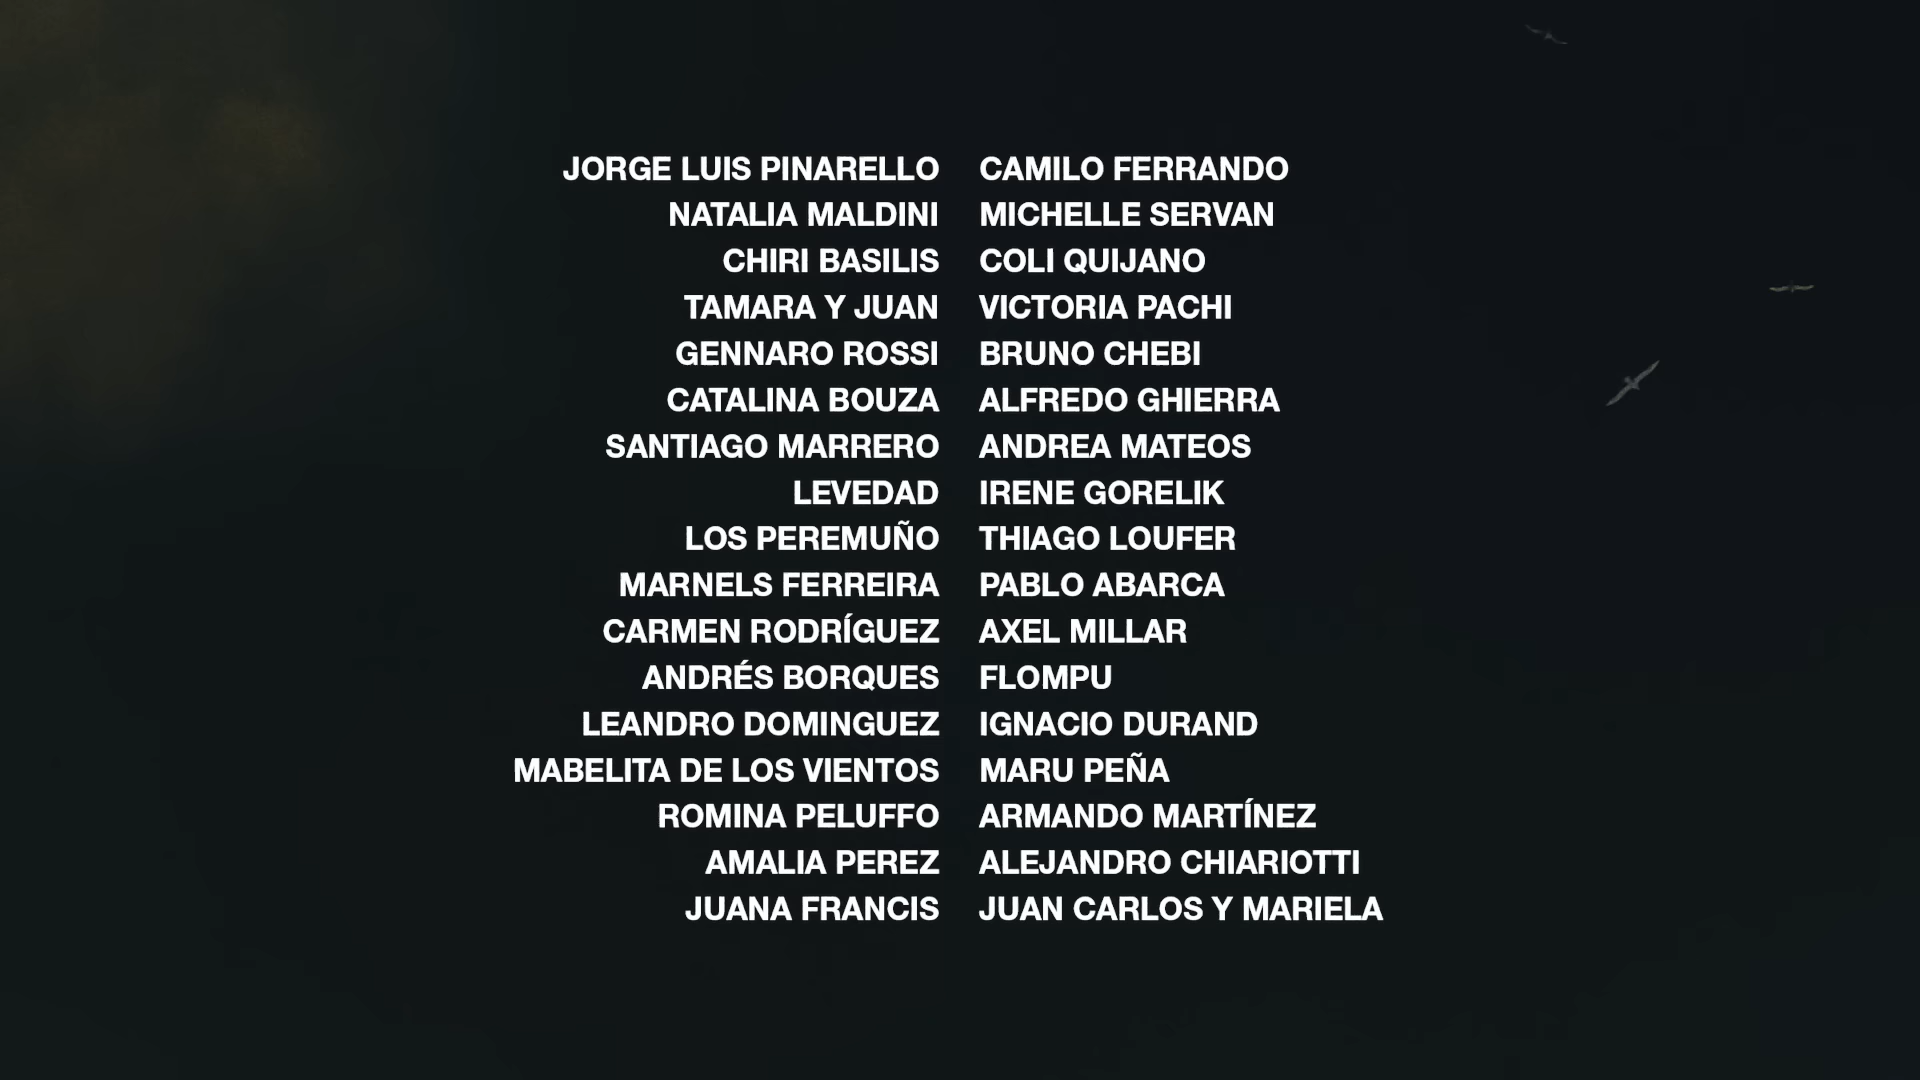 JORGE LUIS PINARELLO CAMILO FERRANDO
NATALIA MALDINI MICHELLE SERVAN
CHIRI BASILIS COLI QUIJANO
TAMARA Y JUAN VICTORIA PACHI
GENNARO ROSSI BRUNO CHEBI
CATALINA BOUZA ALFREDO GHIERRA
SANTIAGO MARRERO ANDREA MATEOS
LEVEDAD IRENE GORELIK
LOS PEREMUÑO THIAGO LOUFER
MARNELS FERREIRA PABLO ABARCA
CARMEN RODRÍGUEZ AXEL MILLAR
ANDRÉS BORQUES FLOMPU
LEANDRO DOMINGUEZ IGNACIO DURAND
MABELITA DE LOS VIENTOS MARU PEÑA
ROMINA PELUFFO ARMANDO MARTÍNEZ
AMALIA PEREZ ALEJANDRO CHIARIOTTI
JUANA FRANCIS JUAN CARLOS Y MARIELA